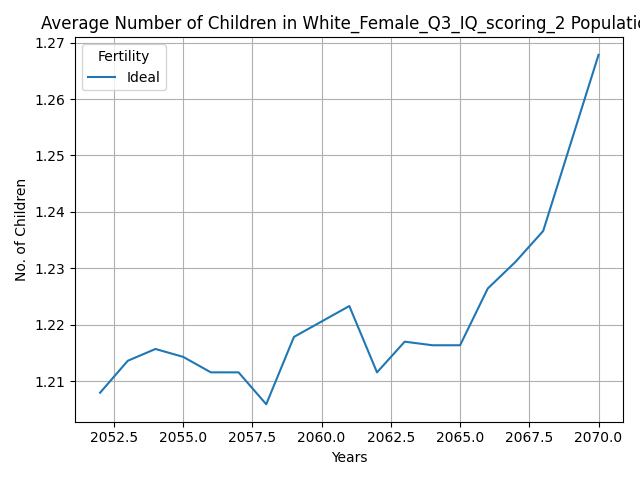 Average Number of Children in White_Female_Q3_IQ_scoring_2 Populatio
Fertility
Ideal
1.27
1.26
1.25
1.24
1.23
1.22
1.21
No. of Children
2052.5 2055.0 2057.5 2060.0 2062.5 2065.0 2067.5 2070.0
Years